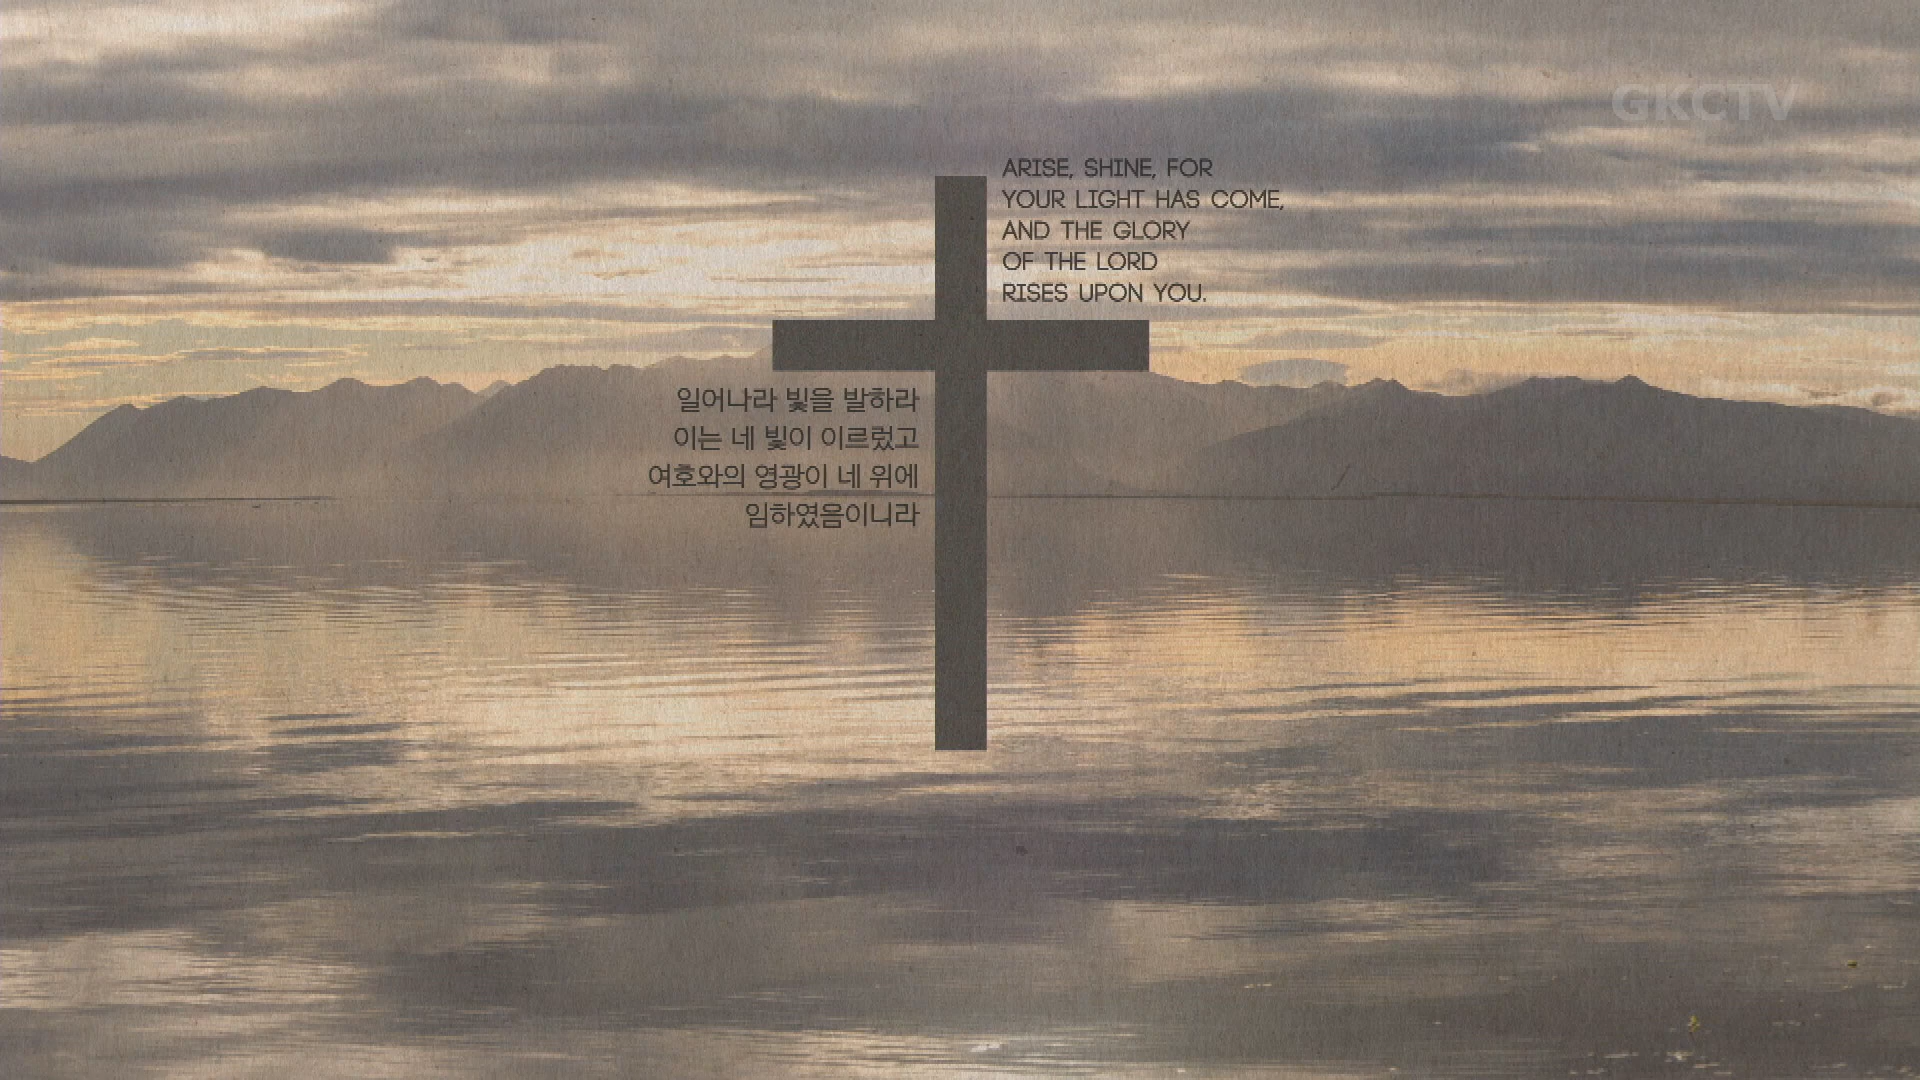 GKCTV
ARISE, SHINE, FOR
YOUR LIGHT HAS COME,
AND THE GLORY
OF THE LORD
RISES UPON YOU.
일어나라 빛을 발하라
이는 네 빛이 이르렀고
여호와의 영광이 네 위에
임하였음이니라